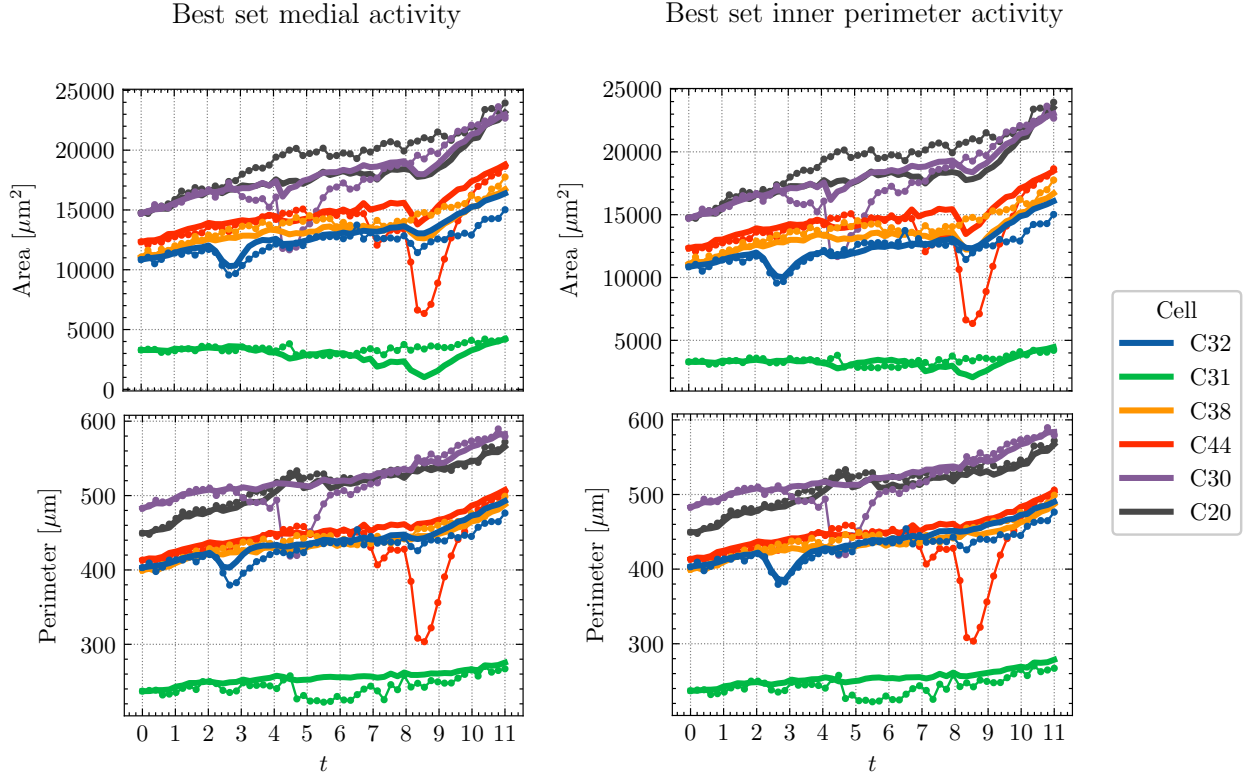 Best set medial activity
Best set inner perimeter activity
25000
20000
15000
10000
5000
0
Area [μm²]
25000
20000
15000
10000
5000
Area [μm²]
600
500
400
300
Perimeter [μm]
0 1 2 3 4 5 6 7 8 9 10 11
t
600
500
400
300
Perimeter [μm]
0 1 2 3 4 5 6 7 8 9 10 11
t
Cell
C32
C31
C38
C44
C30
C20